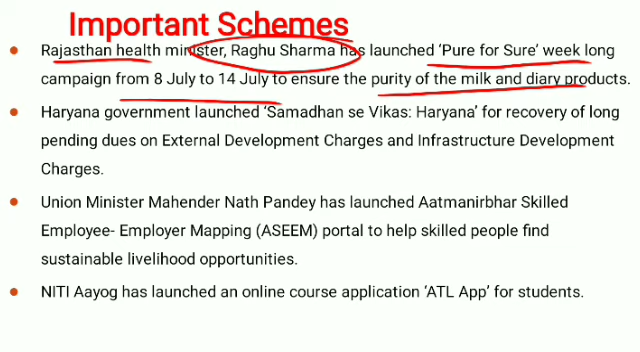 Important Schemes
Rajasthan health minister, Raghu Sharma has launched ‘Pure for Sure’ week long
campaign from 8 July to 14 July to ensure the purity of the milk and diary products.
Haryana government launched ‘Samadhan se Vikas: Haryana’ for recovery of long
pending dues on External Development Charges and Infrastructure Development
Charges.
Union Minister Mahender Nath Pandey has launched Aatmanirbhar Skilled
Employee- Employer Mapping (ASEEM) portal to help skilled people find
sustainable livelihood opportunities.
NITI Aayog has launched an online course application ‘ATL App’ for students.